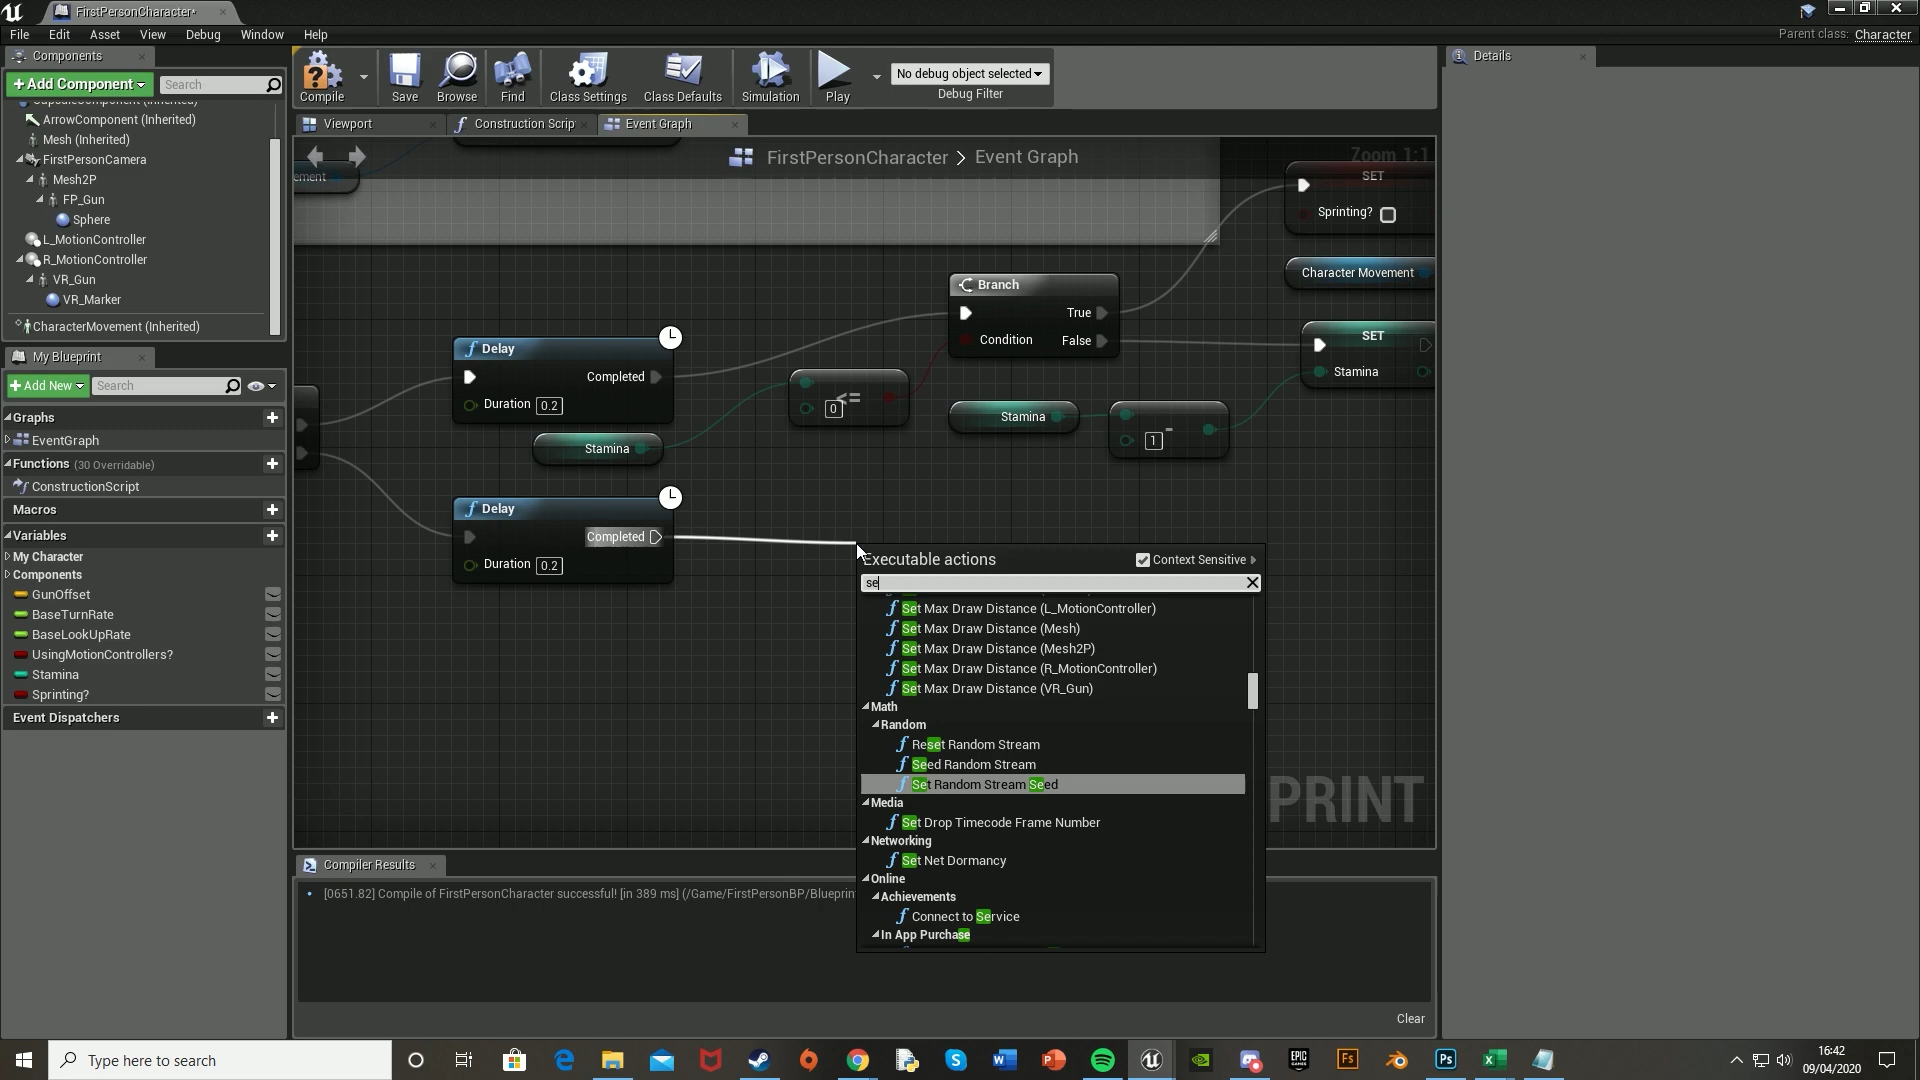 FirstPersonCharacter*
File Edit Asset View Debug Window Help
Parent class: Character
Components
+Add Component Search
CapsuleComponent (Inherited)
ArrowComponent (Inherited)
Mesh (Inherited)
FirstPersonCamera
Mesh2P
FP_Gun
Sphere
L_MotionController
R_MotionController
VR_Gun
VR_Marker
CharacterMovement (Inherited)
My Blueprint
+Add New Search
Graphs
EventGraph
Functions (30 Overridable)
ConstructionScript
Macros
Variables
My Character
Components
GunOffset
BaseTurnRate
BaseLookUpRate
UsingMotionControllers?
Stamina
Sprinting?
Event Dispatchers
Compile Save Browse Find Class Settings Class Defaults Simulation Play
No debug object selected
Debug Filter
Viewport Construction Scrip Event Graph
FirstPersonCharacter > Event Graph
Zoom 1:1
ement
SET
Sprinting?
Character Movement
Branch
True
Condition False
SET
Stamina
Delay
Completed
Duration 0.2
<=
0
Stamina
Stamina
-
1
Delay
Completed
Duration 0.2
Executable actions Context Sensitive
se
Set Max Draw Distance (L_MotionController)
Set Max Draw Distance (Mesh)
Set Max Draw Distance (Mesh2P)
Set Max Draw Distance (R_MotionController)
Set Max Draw Distance (VR_Gun)
Math
Random
Reset Random Stream
Seed Random Stream
Set Random Stream Seed
Media
Set Drop Timecode Frame Number
Networking
Set Net Dormancy
Online
Achievements
Connect to Service
In App Purchase
PRINT
Compiler Results
[0651.82] Compile of FirstPersonCharacter successful! [in 389 ms] (/Game/FirstPersonBP/Blueprin
Clear
Details
Type here to search
16:42
09/04/2020